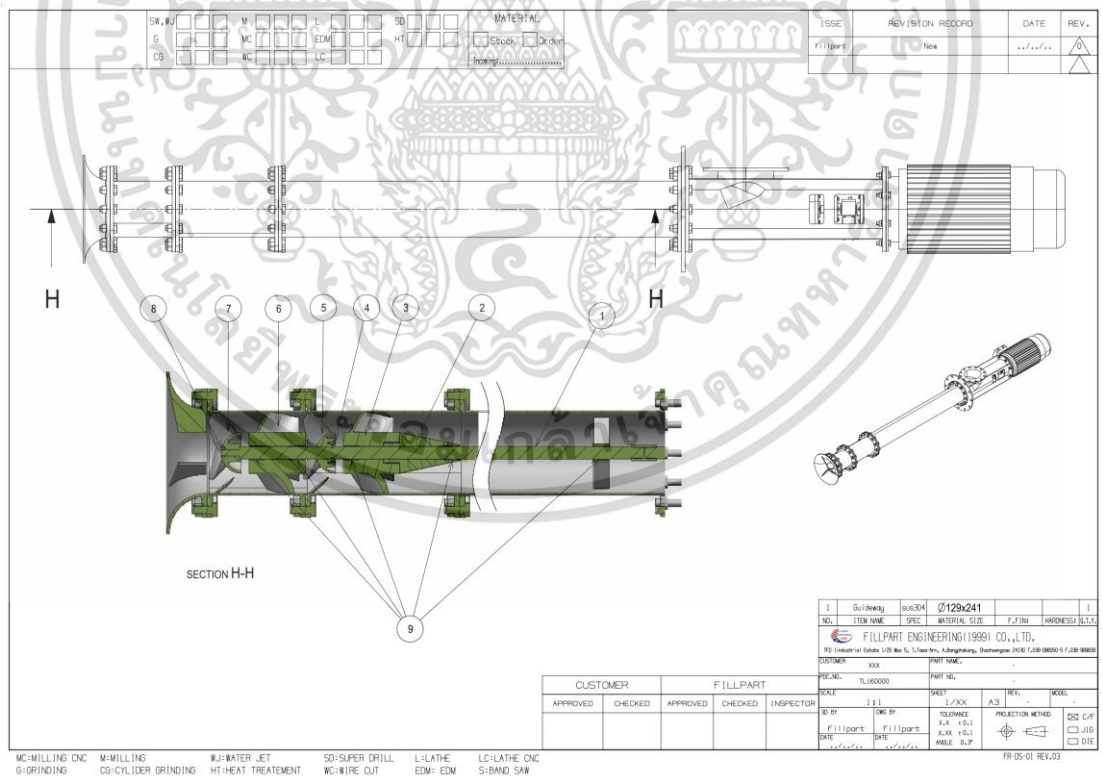 SW,WJ M L SD
G MC EDM HT
CG WC LC
MATERIAL
Stock Order
ISSE REVISION RECORD DATE REV.
Fillpart New ../../.. 0
H H
8 7 6 5 4 3 2 1
9
SECTION H-H
1 Guideway sus304 Ø129x241 1
NO. ITEM NAME SPEC MATERIAL SIZE F.FIN: HARDNESS:
FILLPART ENGINEERING(1999) CO.,LTD.
CUSTOMER XXX PART NAME. -
TL:60000 PART NO. -
SCALE 1:1 SHEET 1/XX A3 REV. - MODEL -
3D BY Fillpart DWG BY Fillpart
TOLERANCE
X.X ±0.1
X.XX ±0.1
ANGLE 0.3°
PROJECTION METHOD
C/F
JIG
DIE
DATE ../../.. DATE ../../..
FR-DS-01 REV.03
CUSTOMER FILLPART
APPROVED CHECKED APPROVED CHECKED INSPECTOR
MC=MILLING CNC M=MILLING WJ=WATER JET SD=SUPER DRILL L=LATHE LC=LATHE CNC
G=GRINDING CG=CYLIDER GRINDING HT=HEAT TREATEMENT WC=WIRE CUT EDM= EDM S=BAND SAW